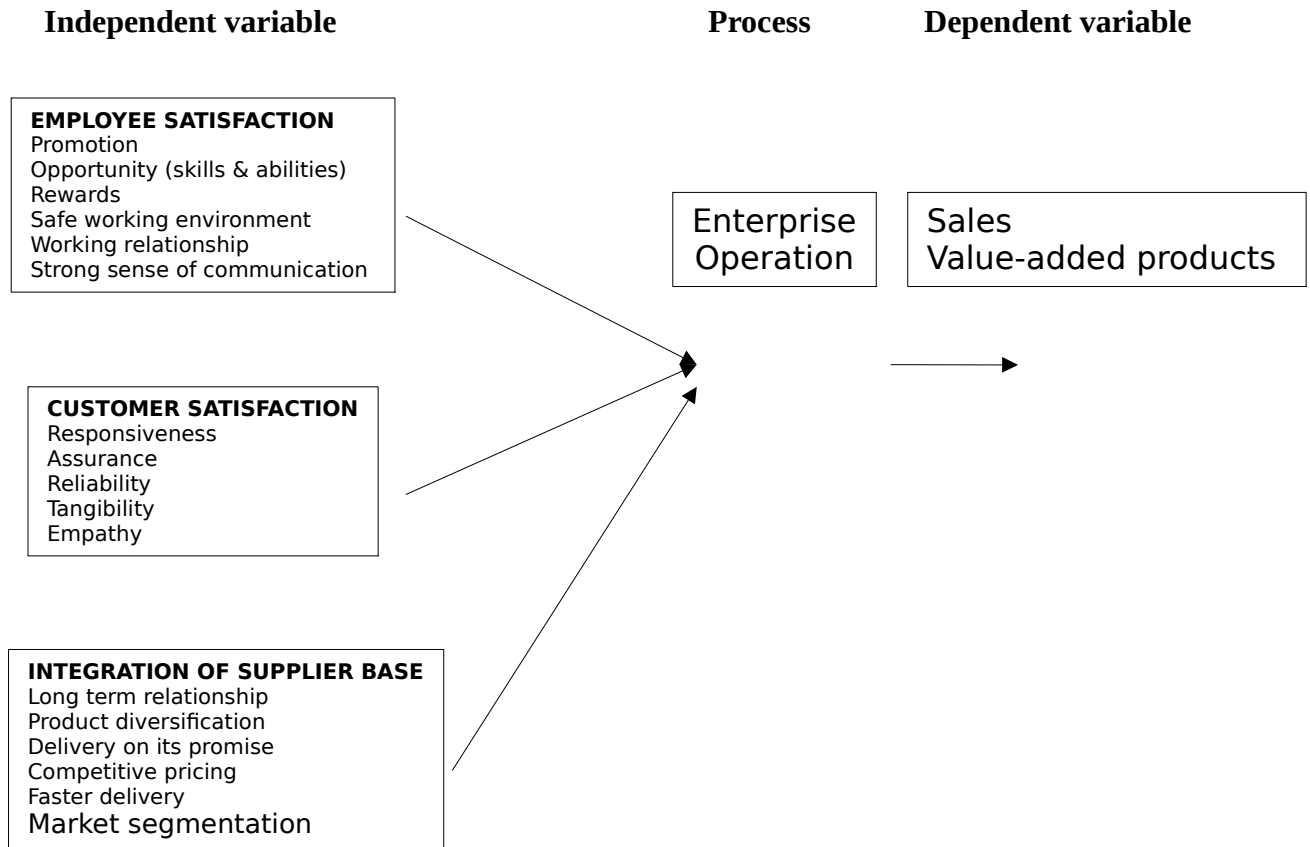 Independent variable
Process
Dependent variable
EMPLOYEE SATISFACTION
Promotion
Opportunity (skills & abilities)
Rewards
Safe working environment
Working relationship
Strong sense of communication
Enterprise
Operation
Sales
Value-added products
CUSTOMER SATISFACTION
Responsiveness
Assurance
Reliability
Tangibility
Empathy
INTEGRATION OF SUPPLIER BASE
Long term relationship
Product diversification
Delivery on its promise
Competitive pricing
Faster delivery
Market segmentation